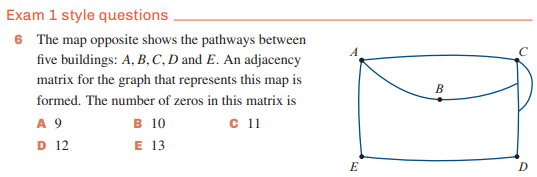 Exam 1 style questions
6 The map opposite shows the pathways between
five buildings: A, B, C, D and E. An adjacency
matrix for the graph that represents this map is
formed. The number of zeros in this matrix is
A 9 B 10 C 11
D 12 E 13
A
C
B
E
D